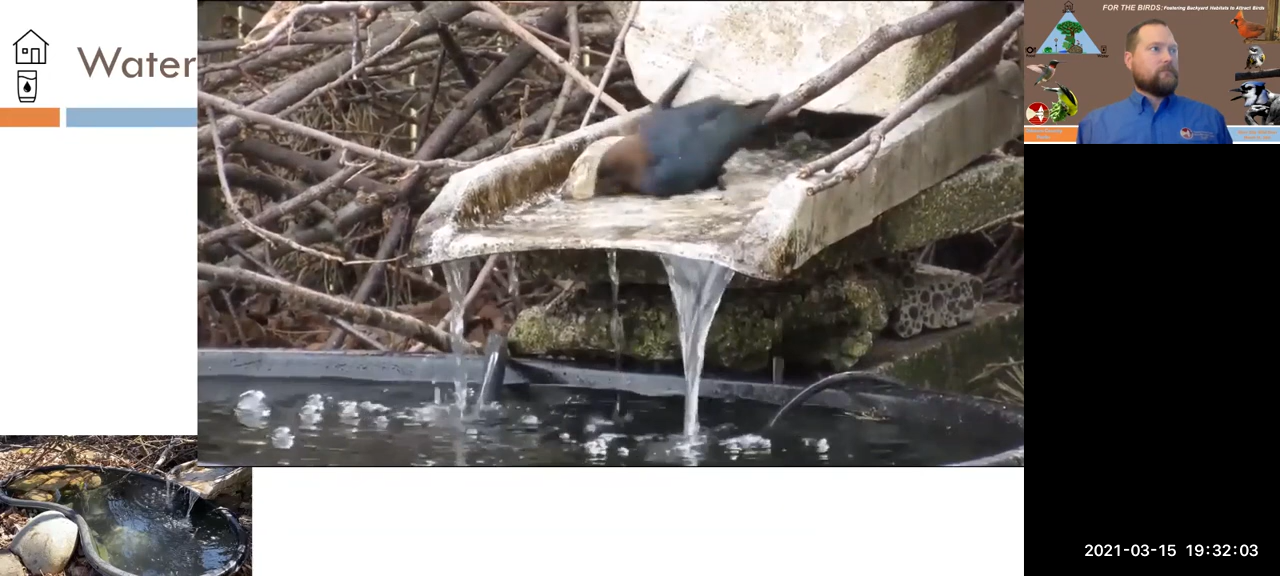 FOR THE BIRDS: Fostering Backyard Habitats to Attract Birds
Water
2021-03-15 19:32:03